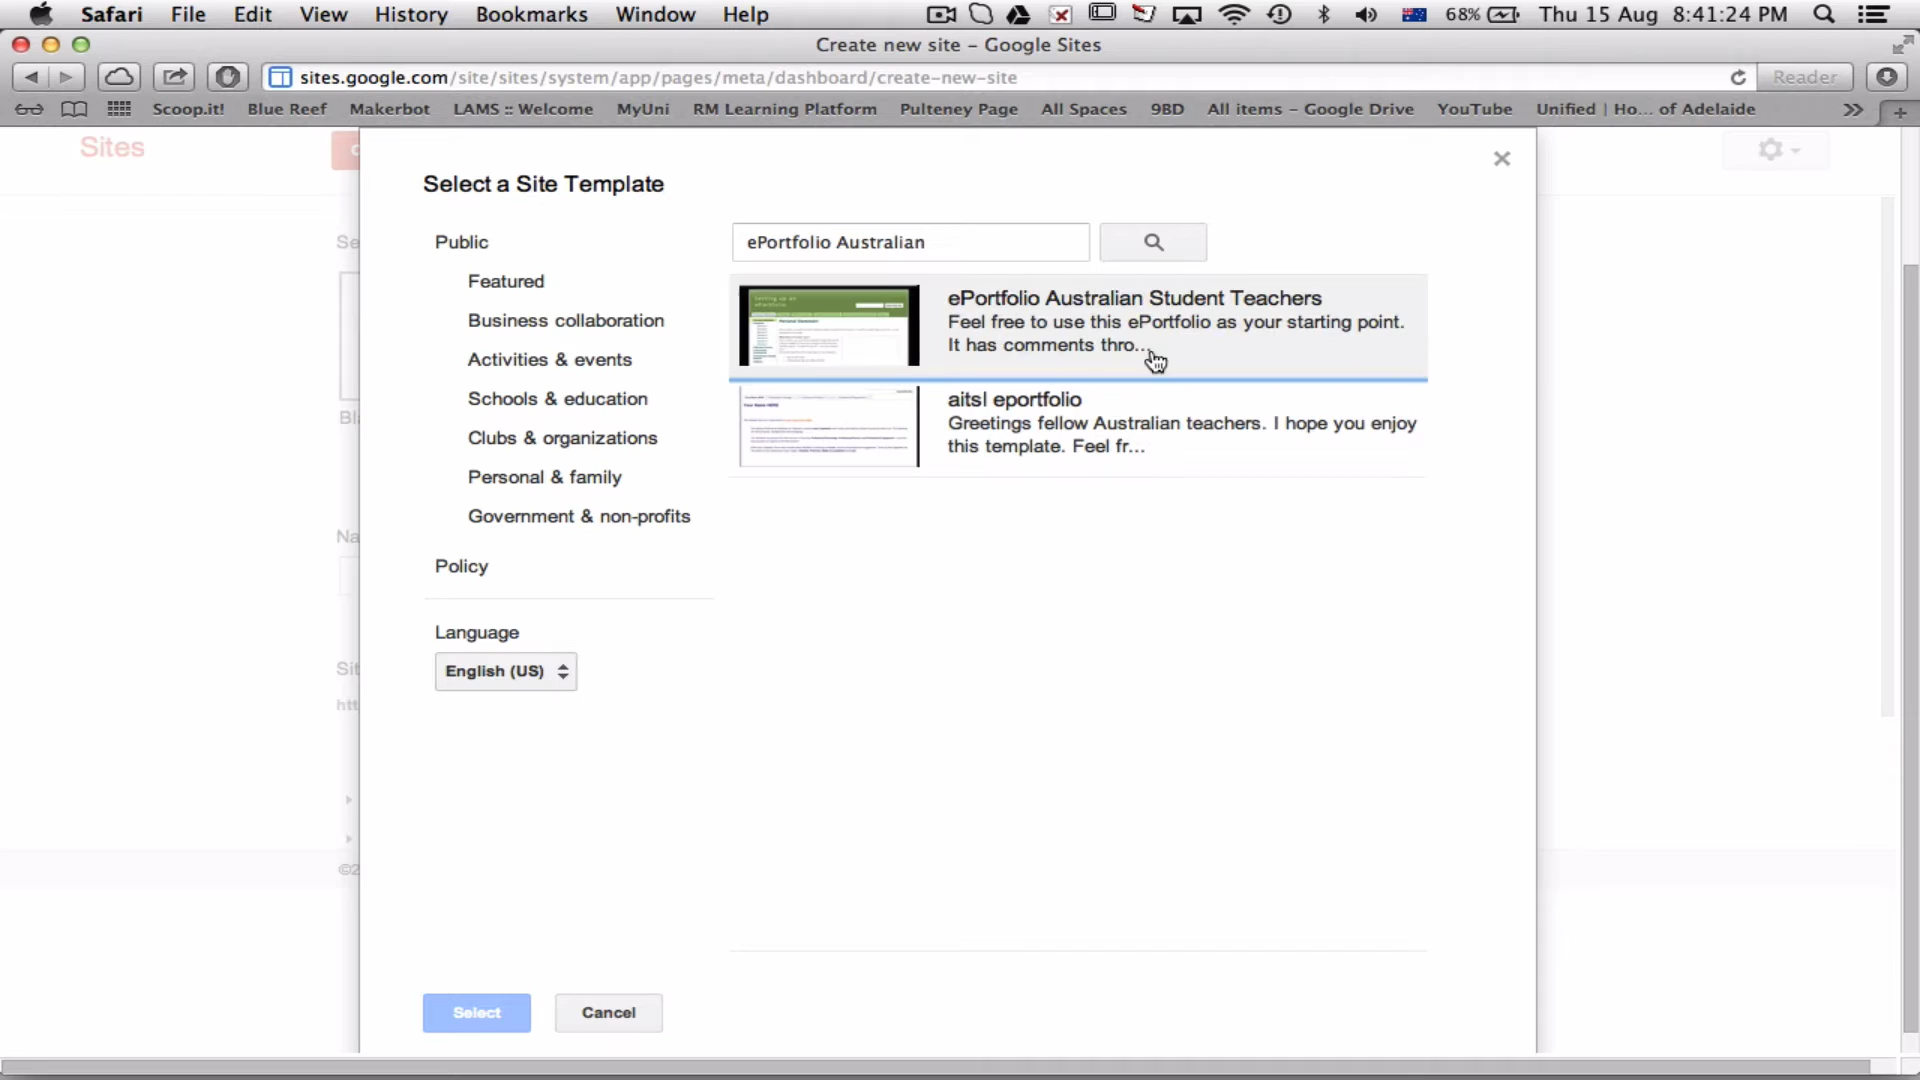 Safari File Edit View History Bookmarks Window Help 68% Thu 15 Aug 8:41:24 PM
Create new site – Google Sites
sites.google.com/site/sites/system/app/pages/meta/dashboard/create-new-site Reader
Scoop.it! Blue Reef Makerbot LAMS :: Welcome MyUni RM Learning Platform Pulteney Page All Spaces 9BD All items – Google Drive YouTube Unified | Ho... of Adelaide
Sites
Select a Site Template
Public
ePortfolio Australian
Featured
Business collaboration
Activities & events
Schools & education
Clubs & organizations
Personal & family
Government & non-profits
Policy
Language
English (US)
ePortfolio Australian Student Teachers
Feel free to use this ePortfolio as your starting point.
It has comments thro...
aitsl eportfolio
Greetings fellow Australian teachers. I hope you enjoy
this template. Feel fr...
Select Cancel